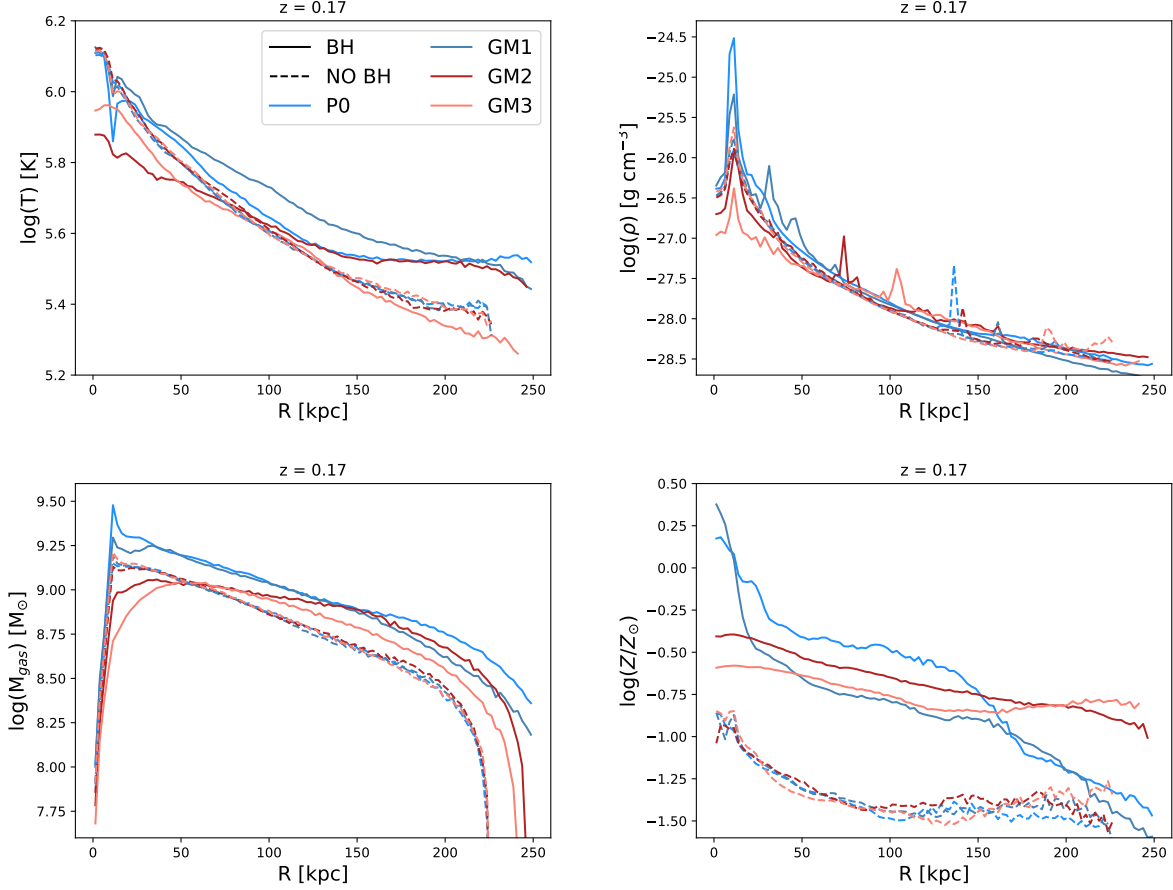 z = 0.17
6.2
6.0
5.8
5.6
5.4
5.2
log(T) [K]
0 50 100 150 200 250
R [kpc]
BH
NO BH
P0
GM1
GM2
GM3
z = 0.17
−24.5
−25.0
−25.5
−26.0
−26.5
−27.0
−27.5
−28.0
−28.5
log(ρ) [g cm⁻³]
0 50 100 150 200 250
R [kpc]
z = 0.17
9.50
9.25
9.00
8.75
8.50
8.25
8.00
7.75
log(M_gas) [M_⊙]
0 50 100 150 200 250
R [kpc]
z = 0.17
0.50
0.25
0.00
−0.25
−0.50
−0.75
−1.00
−1.25
−1.50
log(Z/Z_⊙)
0 50 100 150 200 250
R [kpc]